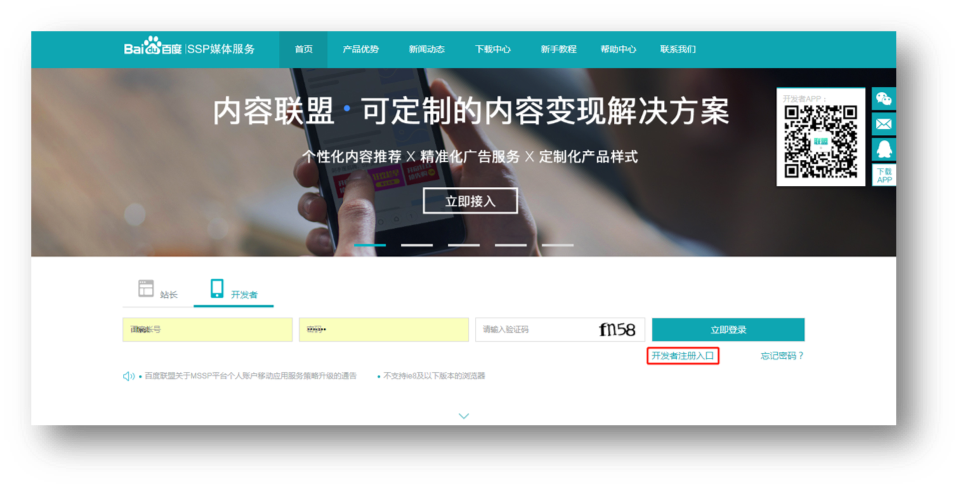 Bai百度 SSP媒体服务 首页 产品优势 新闻动态 下载中心 新手教程 帮助中心 联系我们
开发者APP:
内容联盟·可定制的内容变现解决方案
个性化内容推荐 X 精准化广告服务 X 定制化产品样式
立即接入
联盟
下载
APP
站长 开发者
请输入验证码 fn58 立即登录
开发者注册入口 忘记密码?
• 百度联盟关于MSSP平台个人账户移动应用服务策略升级的通告 • 不支持ie8及以下版本的浏览器